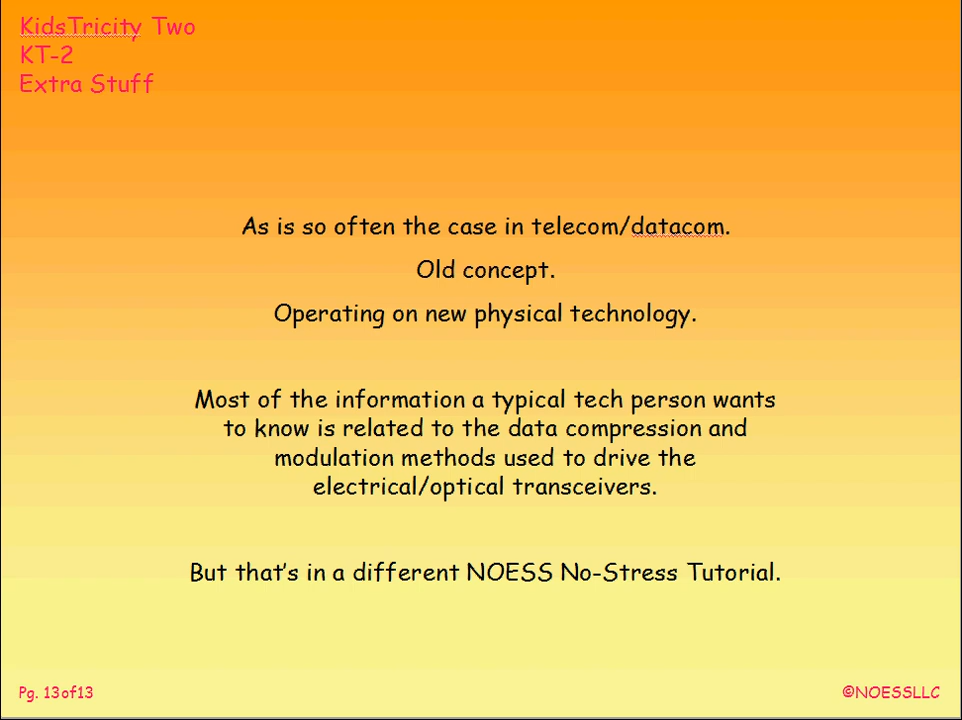 KidsTricity Two
KT-2
Extra Stuff
As is so often the case in telecom/datacom.
Old concept.
Operating on new physical technology.
Most of the information a typical tech person wants
to know is related to the data compression and
modulation methods used to drive the
electrical/optical transceivers.
But that's in a different NOESS No-Stress Tutorial.
Pg. 13of13
©NOESSLLC